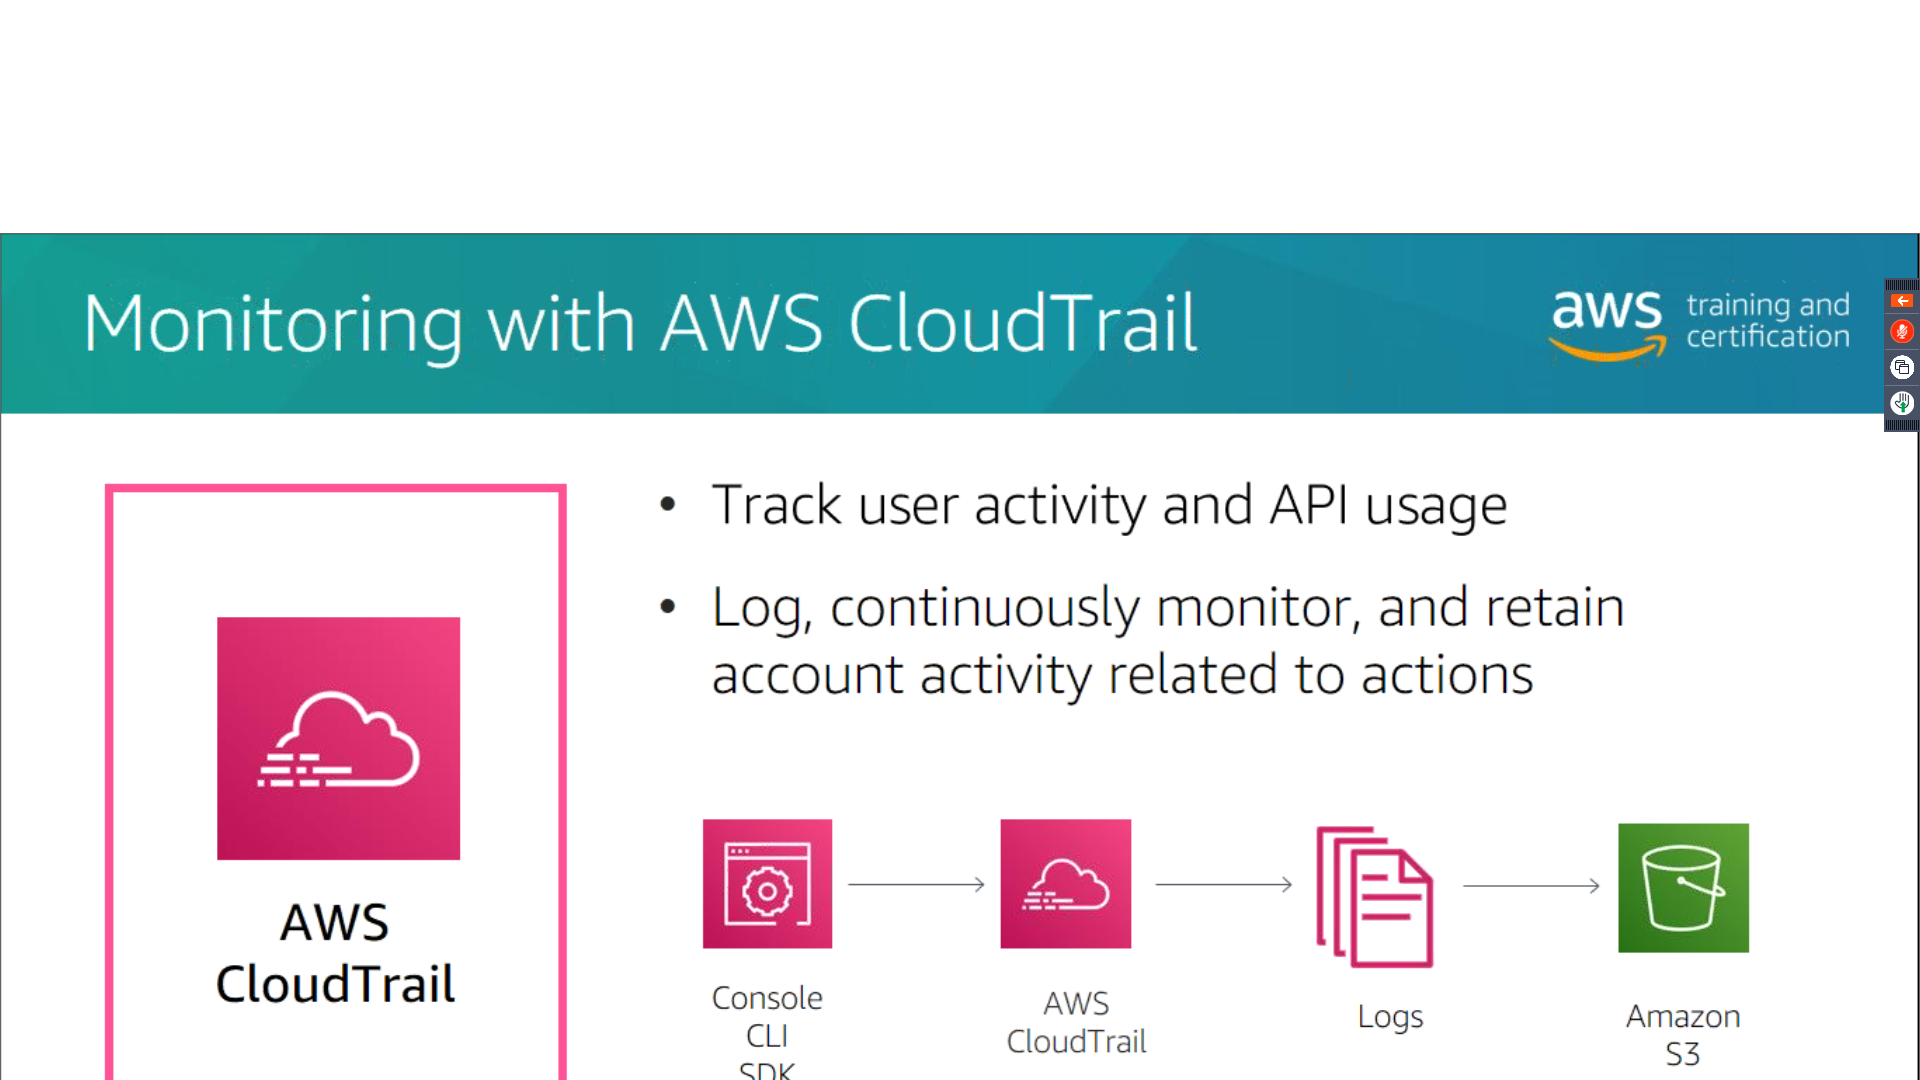 Monitoring with AWS CloudTrail
aws training and
certification
• Track user activity and API usage
• Log, continuously monitor, and retain
account activity related to actions
AWS
CloudTrail
Console
CLI
SDK
AWS
CloudTrail
Logs
Amazon
S3